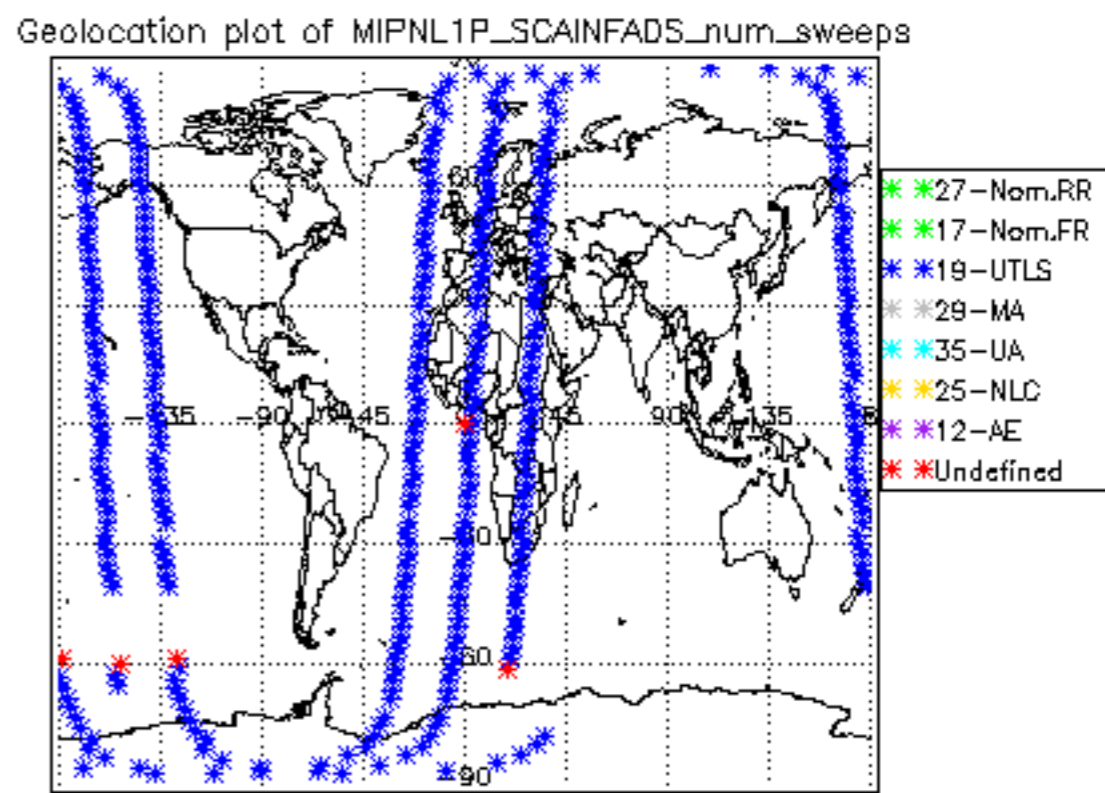 Geolocation plot of MIPNL1P_SCAINFADS_num_sweeps
60
-135 -90 -45 45 90 135
-60
-90
27-Nom.RR
17-Nom.FR
19-UTLS
29-MA
35-UA
25-NLC
12-AE
Undefined